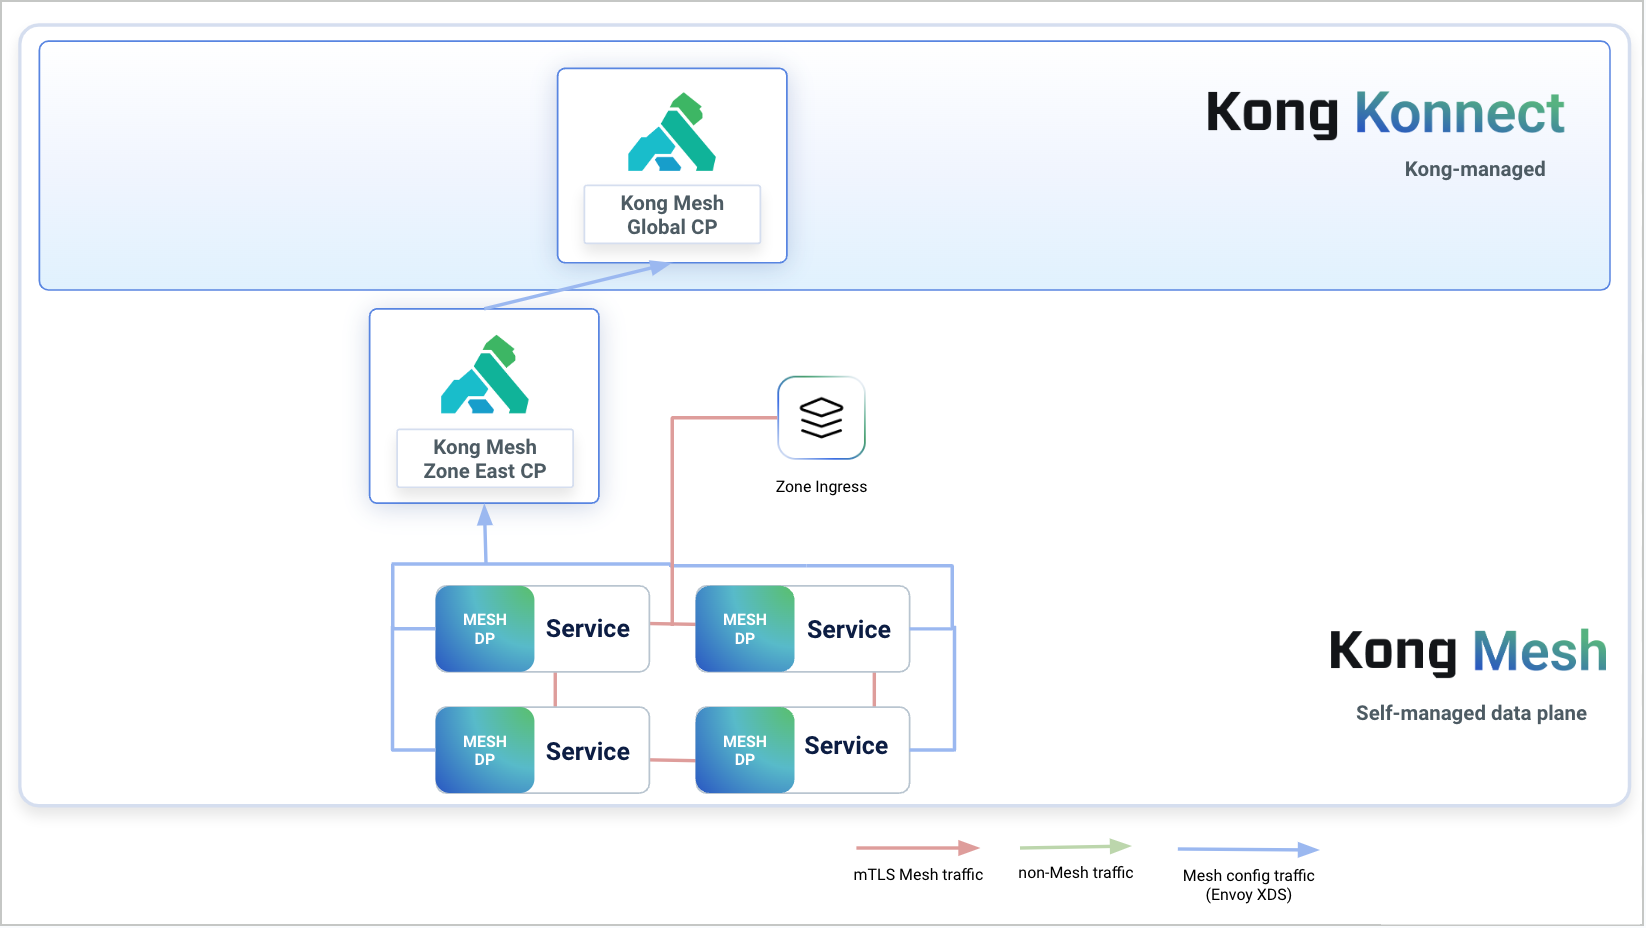 Kong Konnect
Kong-managed
Kong Mesh
Global CP
Kong Mesh
Zone East CP
Zone Ingress
MESH
DP
Service
MESH
DP
Service
Kong Mesh
Self-managed data plane
MESH
DP
Service
MESH
DP
Service
mTLS Mesh traffic
non-Mesh traffic
Mesh config traffic
(Envoy XDS)